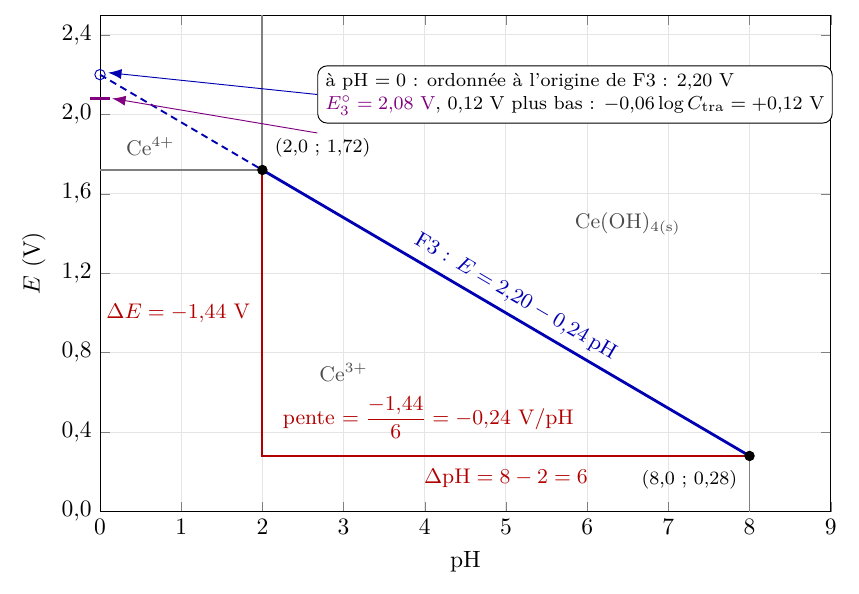 2,4
2,0
1,6
1,2
0,8
0,4
0,0
E (V)
à pH = 0 : ordonnée à l'origine de F3 : 2,20 V
E₃° = 2,08 V, 0,12 V plus bas : −0,06 log C_tra = +0,12 V
Ce⁴⁺
(2,0 ; 1,72)
Ce(OH)₄₍ₛ₎
F3 : E = 2,20 − 0,24 pH
ΔE = −1,44 V
Ce³⁺
pente = −1,44/6 = −0,24 V/pH
ΔpH = 8 − 2 = 6
(8,0 ; 0,28)
0 1 2 3 4 5 6 7 8 9
pH